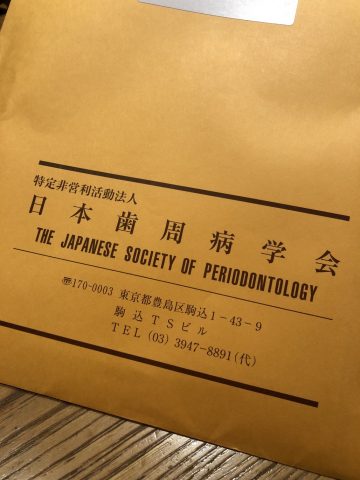 特定非営利活動法人
日本歯周病学会
THE JAPANESE SOCIETY OF PERIODONTOLOGY
〠170-0003 東京都豊島区駒込1-43-9
駒込TSビル
TEL (03) 3947-8891(代)